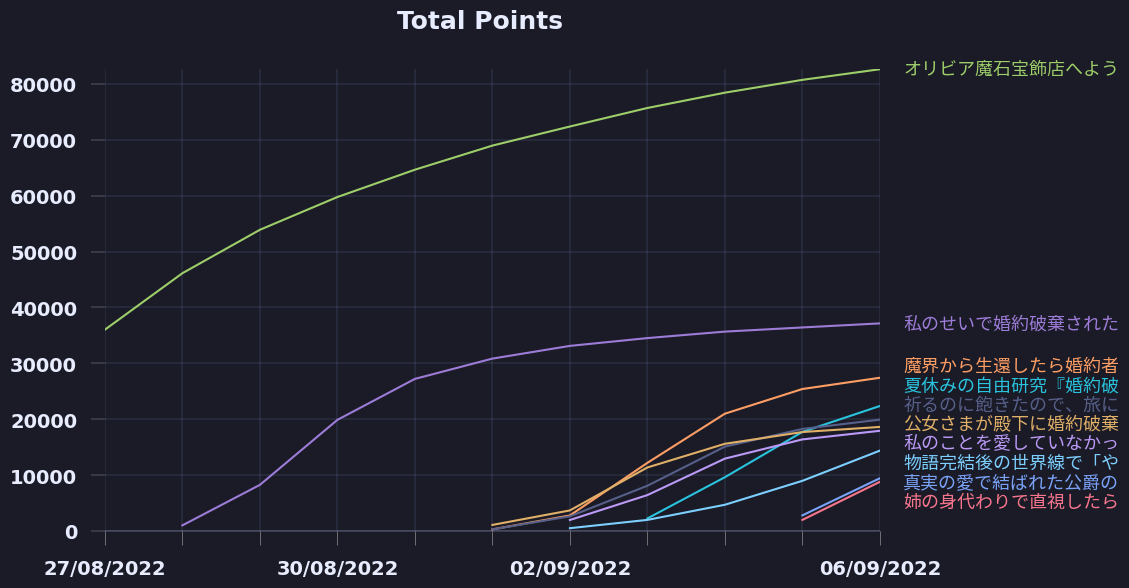 Total Points
80000
70000
60000
50000
40000
30000
20000
10000
0
27/08/2022
30/08/2022
02/09/2022
06/09/2022
オリビア魔石宝飾店へよう
私のせいで婚約破棄された
魔界から生還したら婚約者
夏休みの自由研究『婚約破
祈るのに飽きたので、旅に
公女さまが殿下に婚約破棄
私のことを愛していなかっ
物語完結後の世界線で「や
真実の愛で結ばれた公爵の
姉の身代わりで直視したら